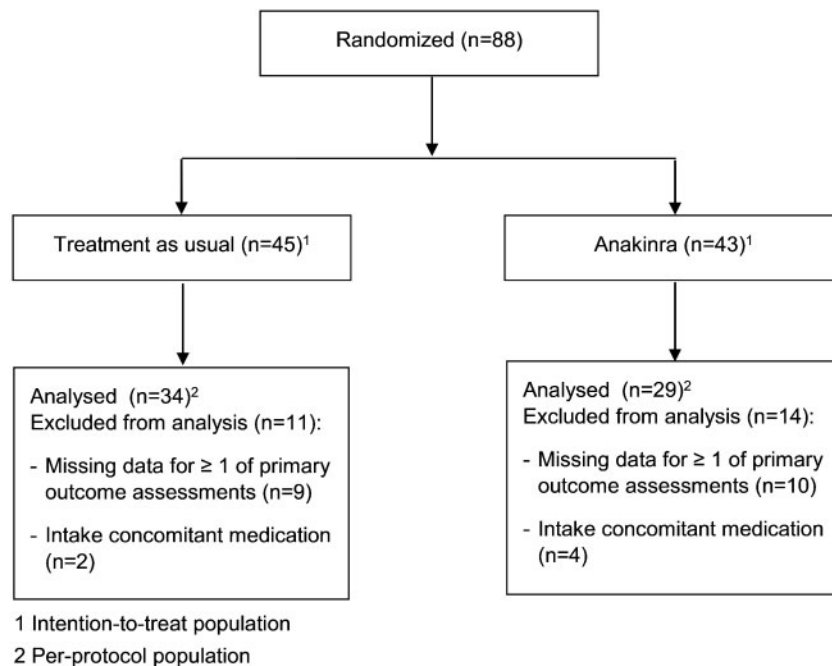 Randomized (n=88)
Treatment as usual (n=45)¹
Anakinra (n=43)¹
Analysed  (n=34)²
Excluded from analysis (n=11):
- Missing data for ≥ 1 of primary
outcome assessments (n=9)
- Intake concomitant medication
(n=2)
Analysed  (n=29)²
Excluded from analysis (n=14):
- Missing data for ≥ 1 of primary
outcome assessments (n=10)
- Intake concomitant medication
(n=4)
1 Intention-to-treat population
2 Per-protocol population